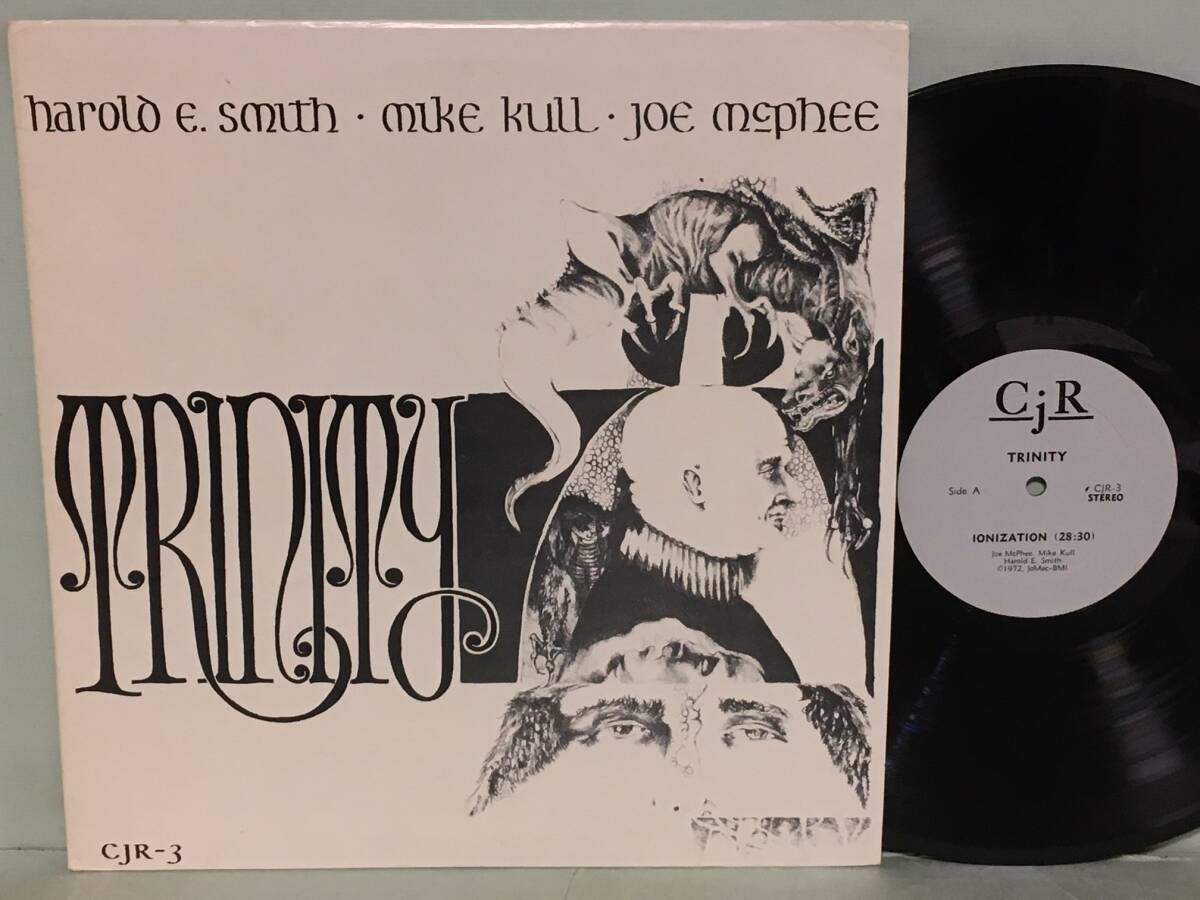 harold E. Smith · mike kull · joe mcphee
TRINITY
CJR-3
CjR
TRINITY
Side A
CJR-3
STEREO
IONIZATION (28:30)
Joe McPhee, Mike Kull
Harold E. Smith
©1972, JoMac-BMI